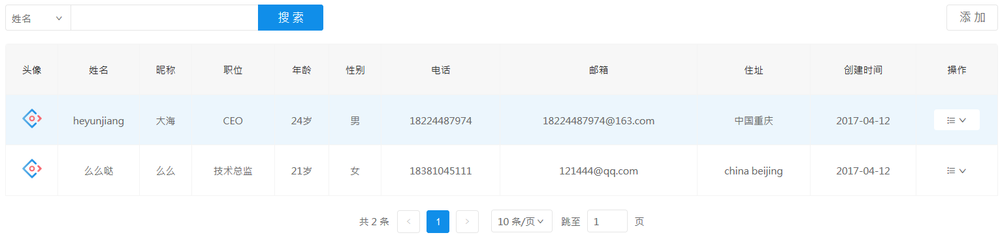 姓名 搜 索 添 加
头像 姓名 昵称 职位 年龄 性别 电话 邮箱 住址 创建时间 操作
heyunjiang 大海 CEO 24岁 男 18224487974 18224487974@163.com 中国重庆 2017-04-12
么么哒 么么 技术总监 21岁 女 18381045111 121444@qq.com china beijing 2017-04-12
共 2 条 1 10 条/页 跳至 1 页